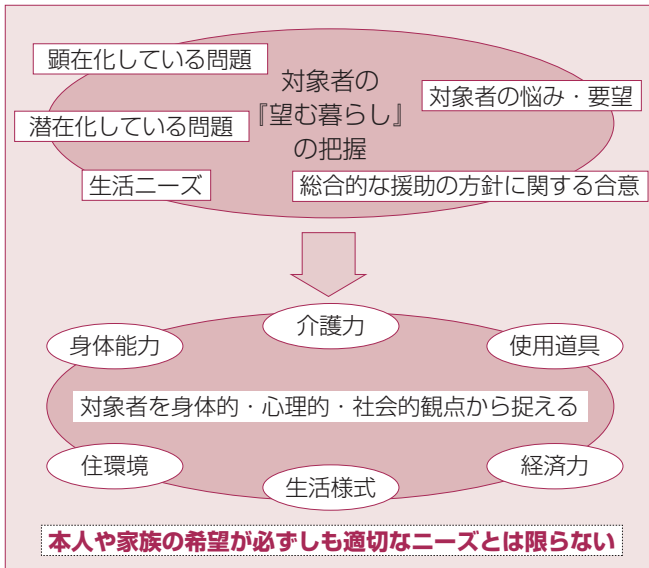 顕在化している問題
対象者の
『望む暮らし』
の把握
対象者の悩み・要望
潜在化している問題
生活ニーズ
総合的な援助の方針に関する合意
介護力
身体能力
使用道具
対象者を身体的・心理的・社会的観点から捉える
住環境
生活様式
経済力
本人や家族の希望が必ずしも適切なニーズとは限らない